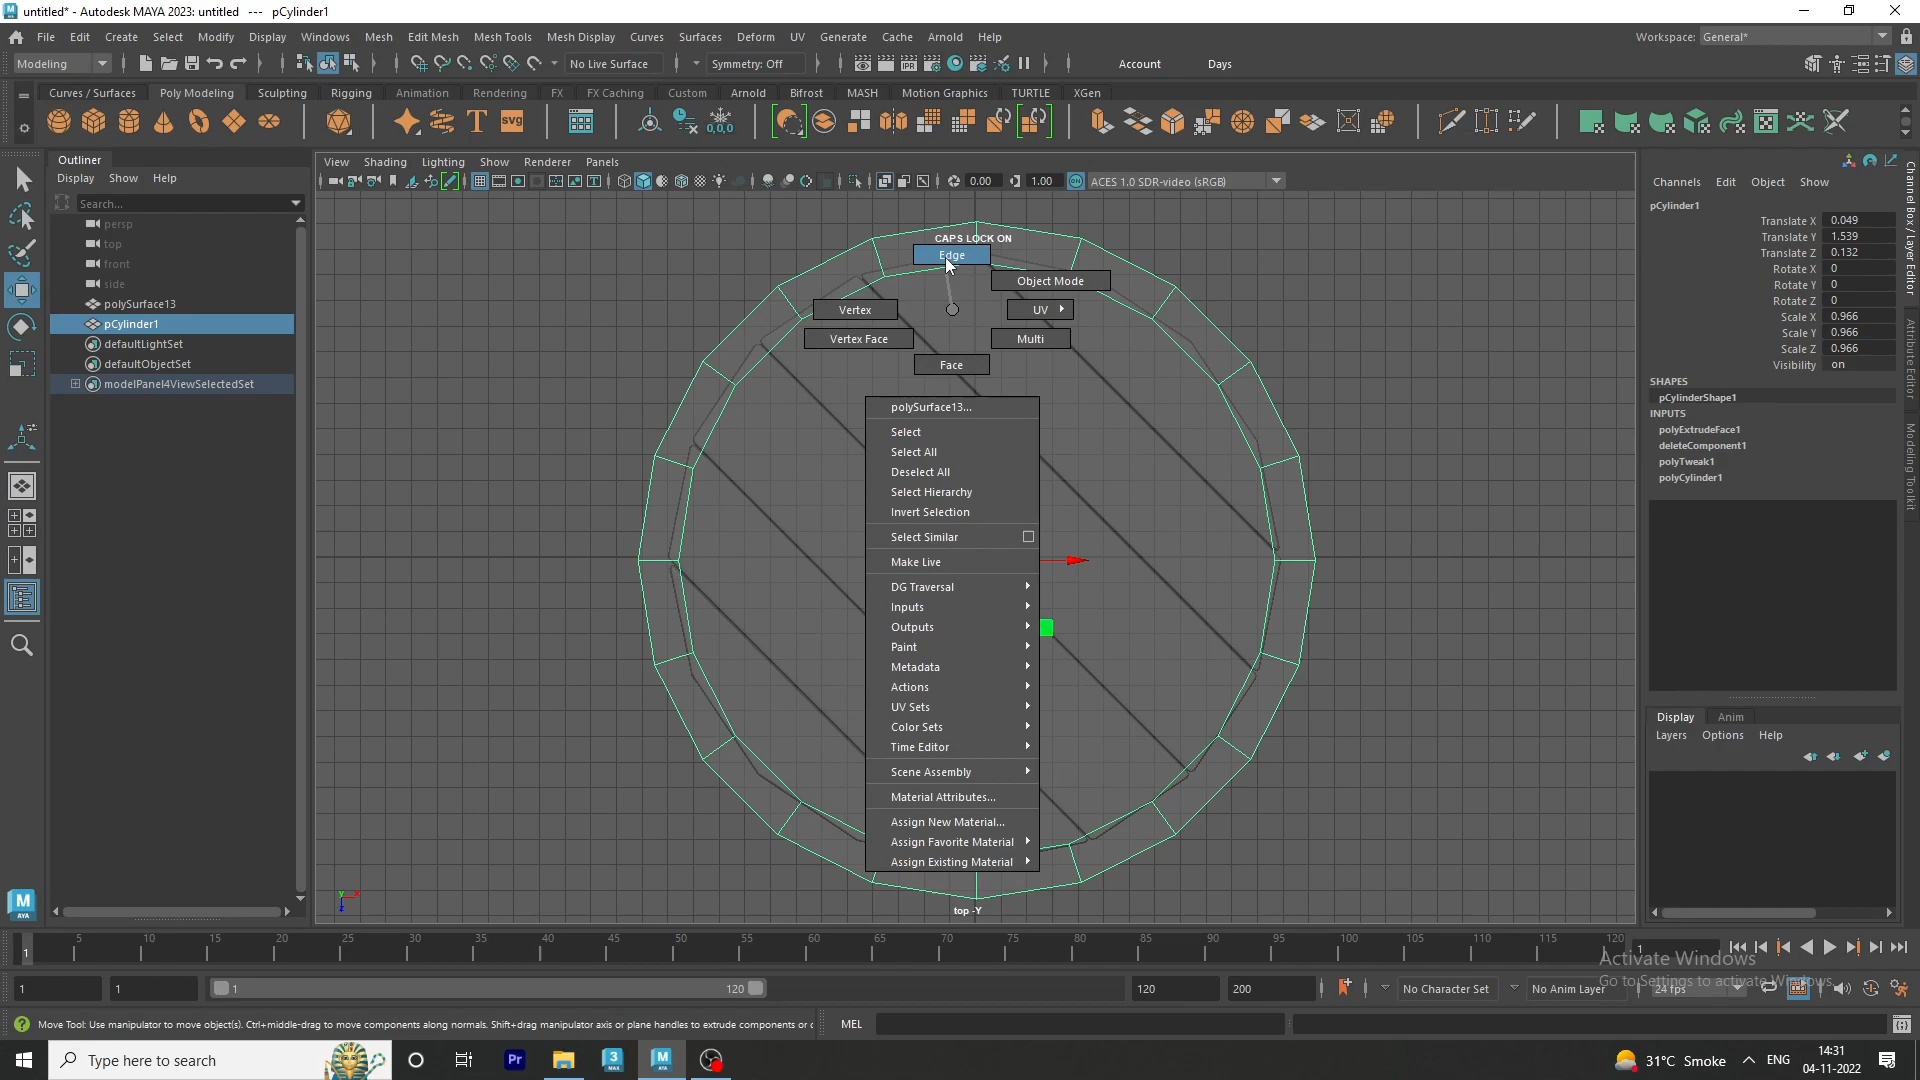 untitled* - Autodesk MAYA 2023: untitled --- pCylinder1
File Edit Create Select Modify Display Windows Mesh Edit Mesh Mesh Tools Mesh Display Curves Surfaces Deform UV Generate Cache Arnold Help
Workspace: General*
Modeling No Live Surface Symmetry: Off Account Days
Curves / Surfaces Poly Modeling Sculpting Rigging Animation Rendering FX FX Caching Custom Arnold Bifrost MASH Motion Graphics TURTLE XGen
Outliner
Display Show Help
Search...
persp
top
front
side
polySurface13
pCylinder1
defaultLightSet
defaultObjectSet
modelPanel4ViewSelectedSet
View Shading Lighting Show Renderer Panels
0.00 1.00 ACES 1.0 SDR-video (sRGB)
CAPS LOCK ON
Edge
Object Mode
Vertex
UV
Vertex Face
Multi
Face
polySurface13...
Select
Select All
Deselect All
Select Hierarchy
Invert Selection
Select Similar
Make Live
DG Traversal
Inputs
Outputs
Paint
Metadata
Actions
UV Sets
Color Sets
Time Editor
Scene Assembly
Material Attributes...
Assign New Material...
Assign Favorite Material
Assign Existing Material
top -Y
Channels Edit Object Show
pCylinder1
Translate X 0.049
Translate Y 1.539
Translate Z 0.132
Rotate X 0
Rotate Y 0
Rotate Z 0
Scale X 0.966
Scale Y 0.966
Scale Z 0.966
Visibility on
SHAPES
pCylinderShape1
INPUTS
polyExtrudeFace1
deleteComponent1
polyTweak1
polyCylinder1
Channel Box / Layer Editor
Attribute Editor
Modeling Toolkit
Display Anim
Layers Options Help
1 5 10 15 20 25 30 35 40 45 50 55 60 65 70 75 80 85 90 95 100 105 110 115 120
1
Activate Windows
Go to Settings to activate Windows.
1 1 1 120 120 200 No Character Set No Anim Layer 24 fps
Move Tool: Use manipulator to move object(s). Ctrl+middle-drag to move components along normals. Shift+drag manipulator axis or plane handles to extrude components or c
MEL
Type here to search
31°C Smoke
ENG
14:31
04-11-2022